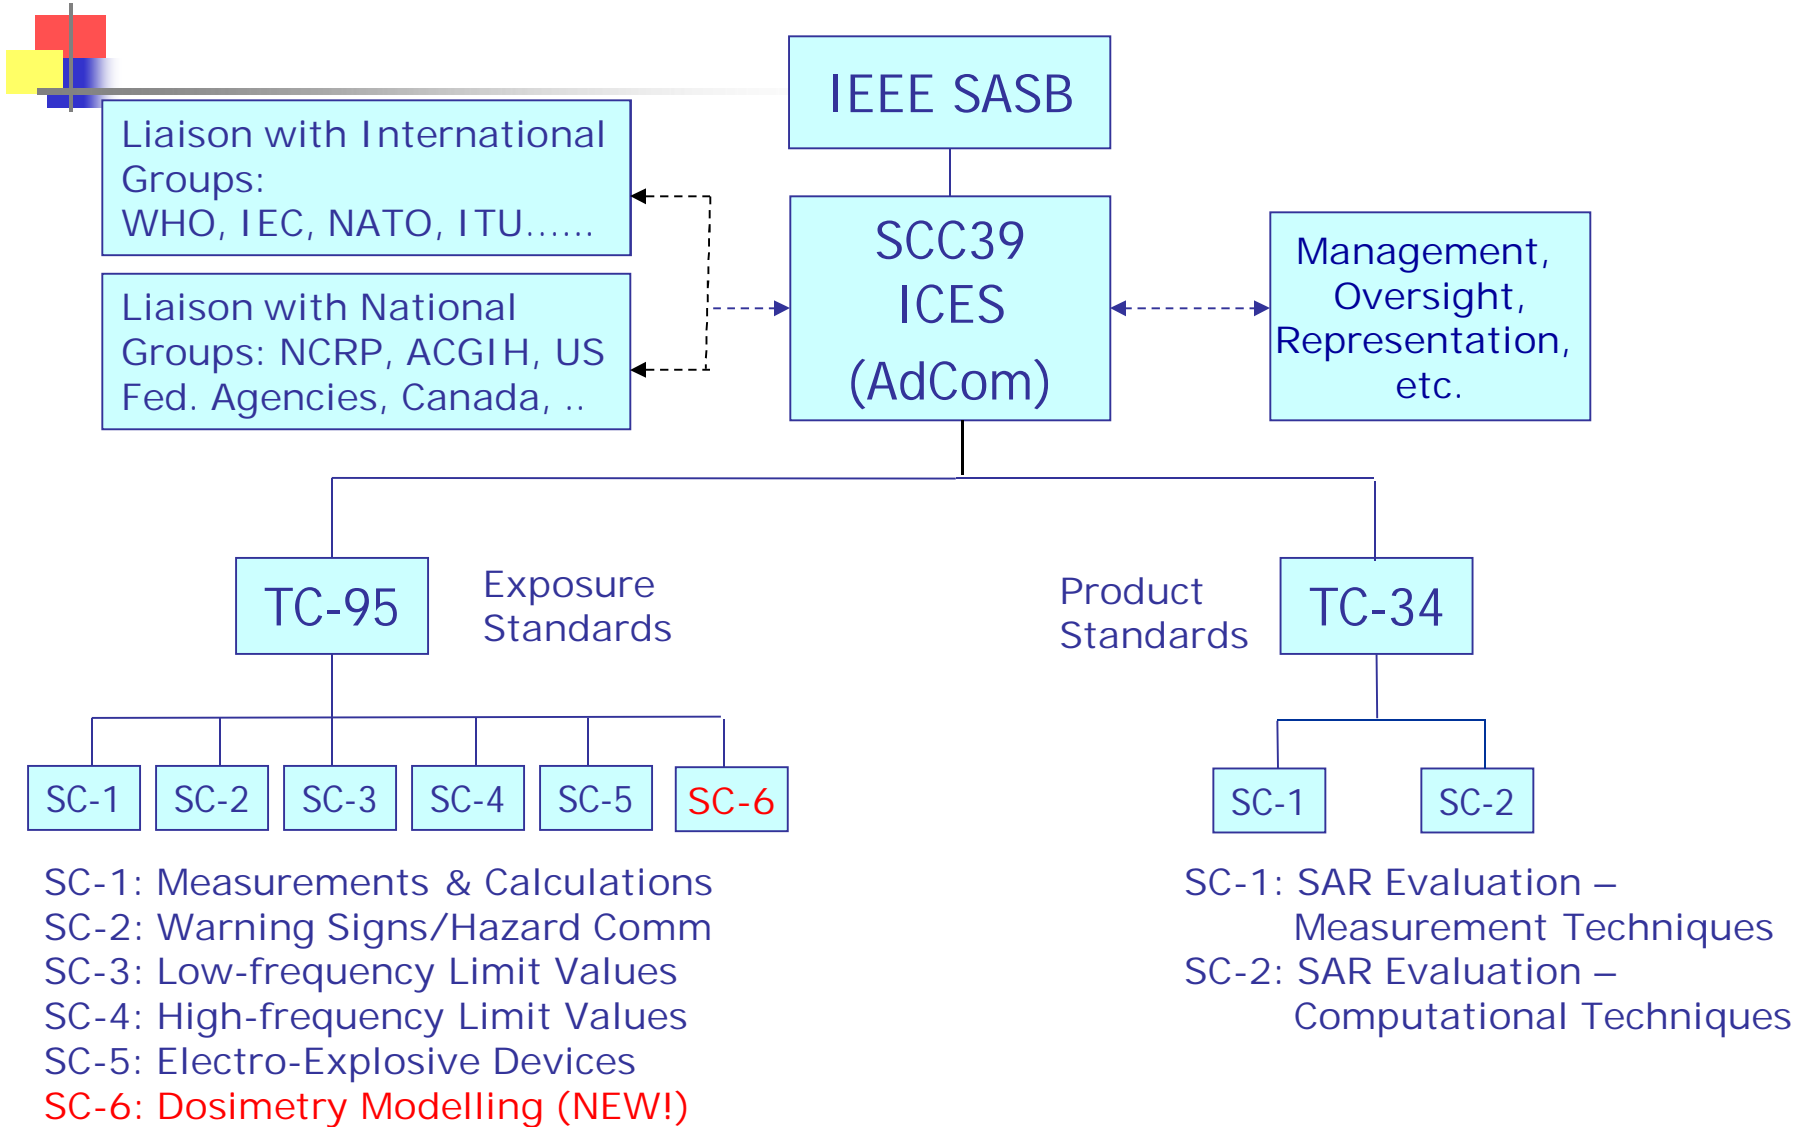 IEEE SASB
Liaison with International
Groups:
WHO, IEC, NATO, ITU......
Liaison with National
Groups: NCRP, ACGIH, US
Fed. Agencies, Canada, ..
SCC39
ICES
(AdCom)
Management,
Oversight,
Representation,
etc.
TC-95
Exposure
Standards
Product
Standards
TC-34
SC-1
SC-2
SC-3
SC-4
SC-5
SC-6
SC-1
SC-2
SC-1: Measurements & Calculations
SC-2: Warning Signs/Hazard Comm
SC-3: Low-frequency Limit Values
SC-4: High-frequency Limit Values
SC-5: Electro-Explosive Devices
SC-6: Dosimetry Modelling (NEW!)
SC-1: SAR Evaluation –
Measurement Techniques
SC-2: SAR Evaluation –
Computational Techniques